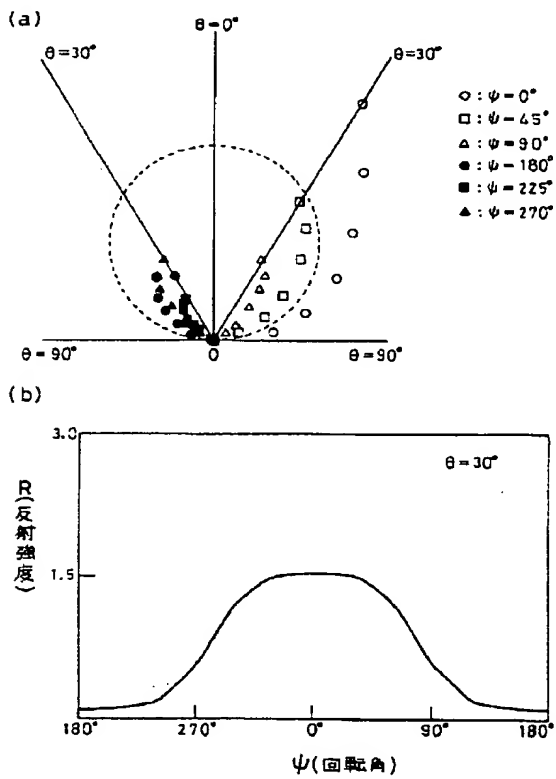 (a)
θ=0°
θ=30°
θ=30°
○ : ψ=0°
□ : ψ=45°
△ : ψ=90°
● : ψ=180°
■ : ψ=225°
▲ : ψ=270°
θ=90°
0
θ=90°
(b)
3.0
θ=30°
R(反射強度)
1.5
180°
270°
0°
90°
180°
ψ(回転角)